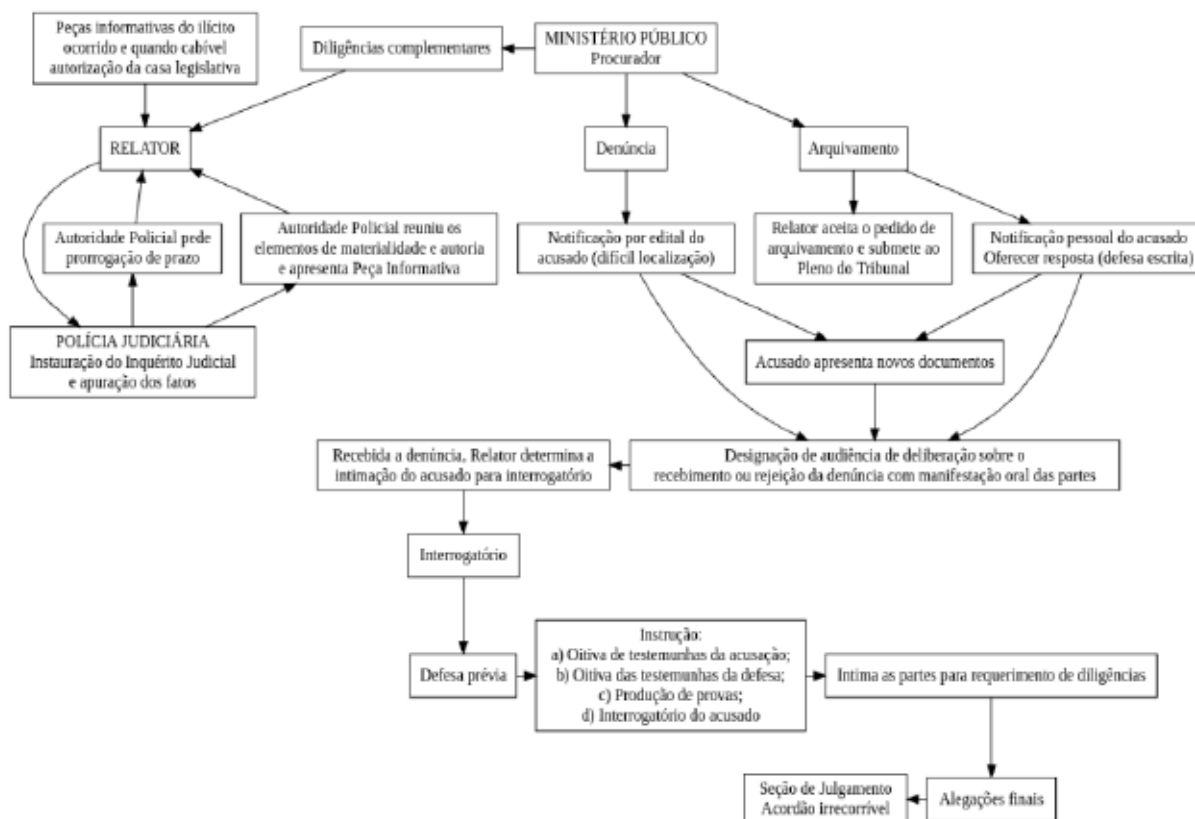 Peças informativas do ilícito
ocorrido e quando cabível
autorização da casa legislativa
Diligências complementares
MINISTÉRIO PÚBLICO
Procurador
RELATOR
Denúncia
Arquivamento
Autoridade Policial pede
prorrogação de prazo
Autoridade Policial reuniu os
elementos de materialidade e autoria
e apresenta Peça Informativa
Notificação por edital do
acusado (difícil localização)
Relator aceita o pedido de
arquivamento e submete ao
Pleno do Tribunal
Notificação pessoal do acusado
Oferecer resposta (defesa escrita)
POLÍCIA JUDICIÁRIA
Instauração do Inquérito Judicial
e apuração dos fatos
Acusado apresenta novos documentos
Recebida a denúncia, Relator determina a
intimação do acusado para interrogatório
Designação de audiência de deliberação sobre o
recebimento ou rejeição da denúncia com manifestação oral das partes
Interrogatório
Defesa prévia
Instrução:
a) Oitiva de testemunhas da acusação;
b) Oitiva das testemunhas da defesa;
c) Produção de provas;
d) Interrogatório do acusado
Intima as partes para requerimento de diligências
Seção de Julgamento
Acordão irrecorrível
Alegações finais